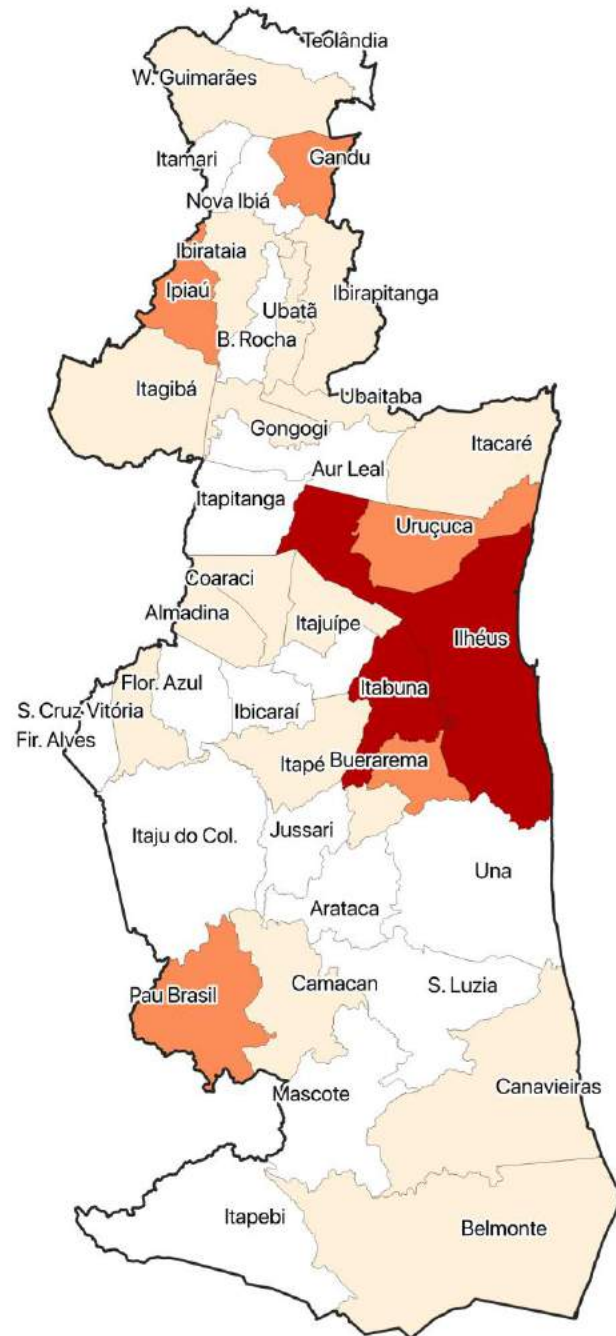 Teolândia
W. Guimarães
Itamari
Gandu
Nova Ibiá
Ibirataia
Ipiaú
Ubatã
Ibirapitanga
B. Rocha
Itagibá
Ubaitaba
Gongogi
Itacaré
Aur Leal
Itapitanga
Uruçuca
Coaraci
Almadina
Itajuípe
Ilhéus
Flor. Azul
Itabuna
S. Cruz Vitória
Ibicaraí
Fir. Alves
Itapé
Buerarema
Itaju do Col.
Jussari
Una
Arataca
Pau Brasil
Camacan
S. Luzia
Mascote
Canavieiras
Itapebi
Belmonte